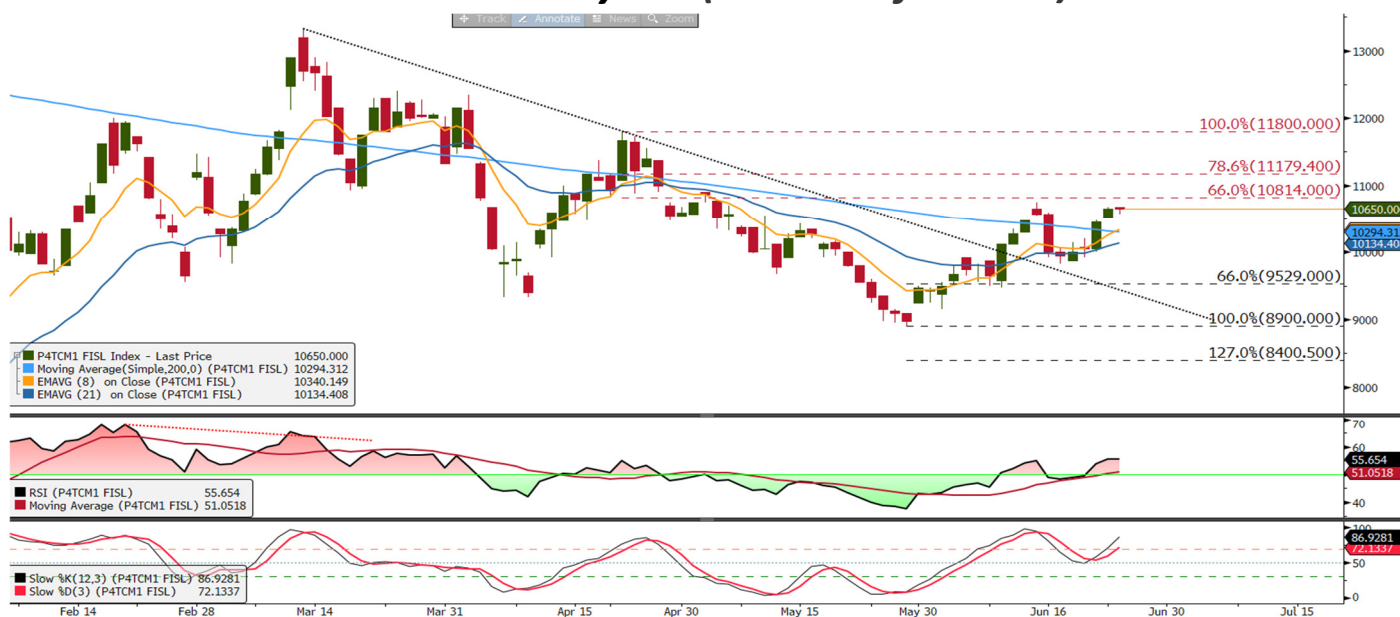 Track Annotate News Zoom
13000
12000
100.0%(11800.000)
78.6%(11179.400)
11000
66.0%(10814.000)
10650.00
10294.31
10134.40
10000
66.0%(9529.000)
9000
100.0%(8900.000)
127.0%(8400.500)
8000
P4TCM1 FISL Index - Last Price 10650.000
Moving Average(Simple,200,0) (P4TCM1 FISL) 10294.312
EMAVG (8) on Close (P4TCM1 FISL) 10340.149
EMAVG (21) on Close (P4TCM1 FISL) 10134.408
70
60
55.654
51.0518
40
RSI (P4TCM1 FISL) 55.654
Moving Average (P4TCM1 FISL) 51.0518
100
86.9281
72.1337
50
0
Slow %K(12,3) (P4TCM1 FISL) 86.9281
Slow %D(3) (P4TCM1 FISL) 72.1337
Feb 14 Feb 28 Mar 14 Mar 31 Apr 15 Apr 30 May 15 May 30 Jun 16 Jun 30 Jul 15